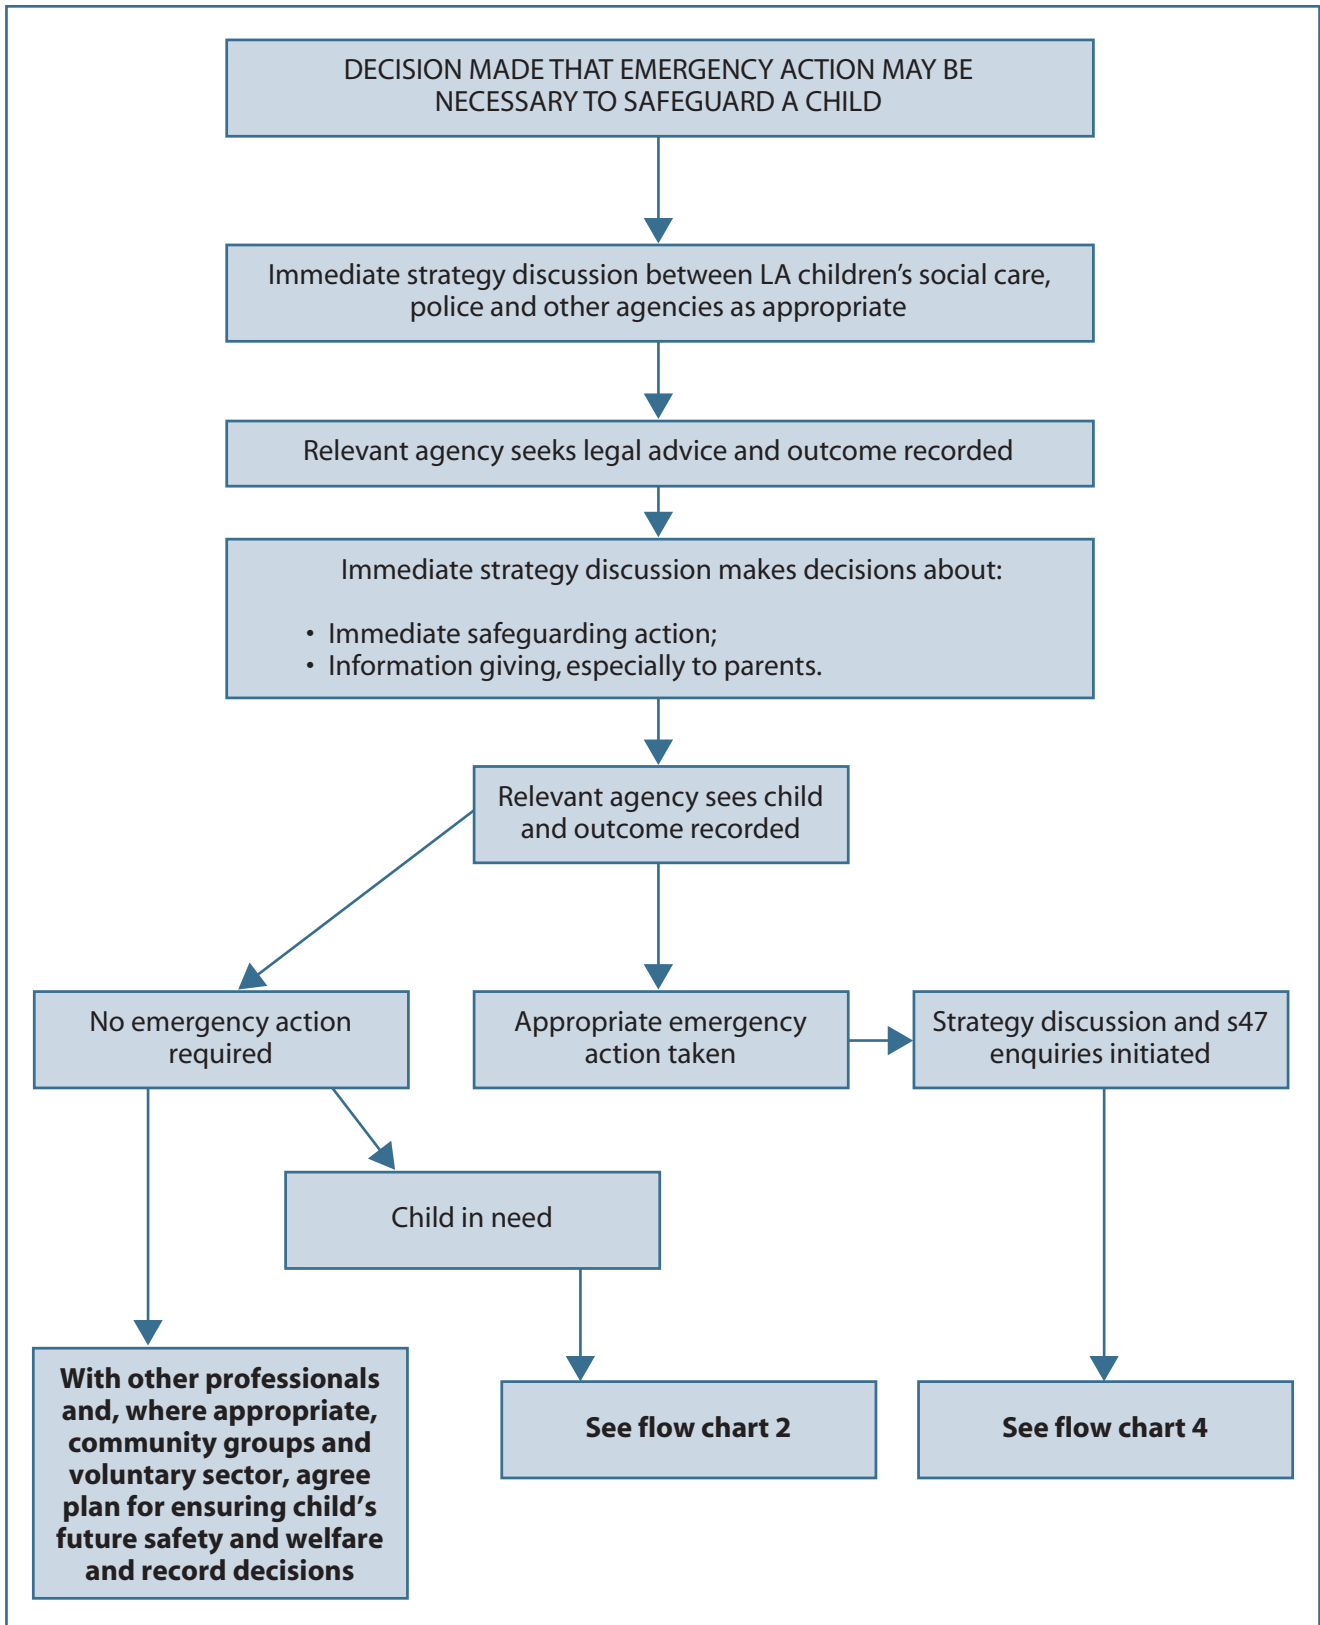 DECISION MADE THAT EMERGENCY ACTION MAY BE
NECESSARY TO SAFEGUARD A CHILD
Immediate strategy discussion between LA children’s social care,
police and other agencies as appropriate
Relevant agency seeks legal advice and outcome recorded
Immediate strategy discussion makes decisions about:
• Immediate safeguarding action;
• Information giving, especially to parents.
Relevant agency sees child
and outcome recorded
No emergency action
required
Appropriate emergency
action taken
Strategy discussion and s47
enquiries initiated
Child in need
With other professionals
and, where appropriate,
community groups and
voluntary sector, agree
plan for ensuring child’s
future safety and welfare
and record decisions
See flow chart 2
See flow chart 4